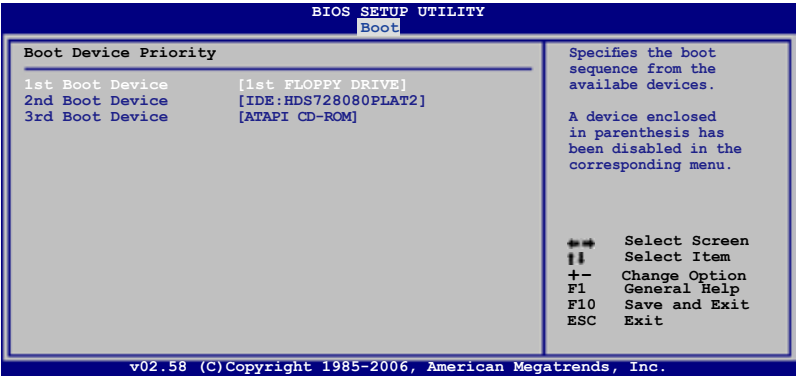 BIOS SETUP UTILITY
Boot
Boot Device Priority
1st Boot Device [1st FLOPPY DRIVE]
2nd Boot Device [IDE:HDS728080PLAT2]
3rd Boot Device [ATAPI CD-ROM]
Specifies the boot
sequence from the
availabe devices.
A device enclosed
in parenthesis has
been disabled in the
corresponding menu.
←→ Select Screen
↑↓ Select Item
+- Change Option
F1 General Help
F10 Save and Exit
ESC Exit
v02.58 (C)Copyright 1985-2006, American Megatrends, Inc.